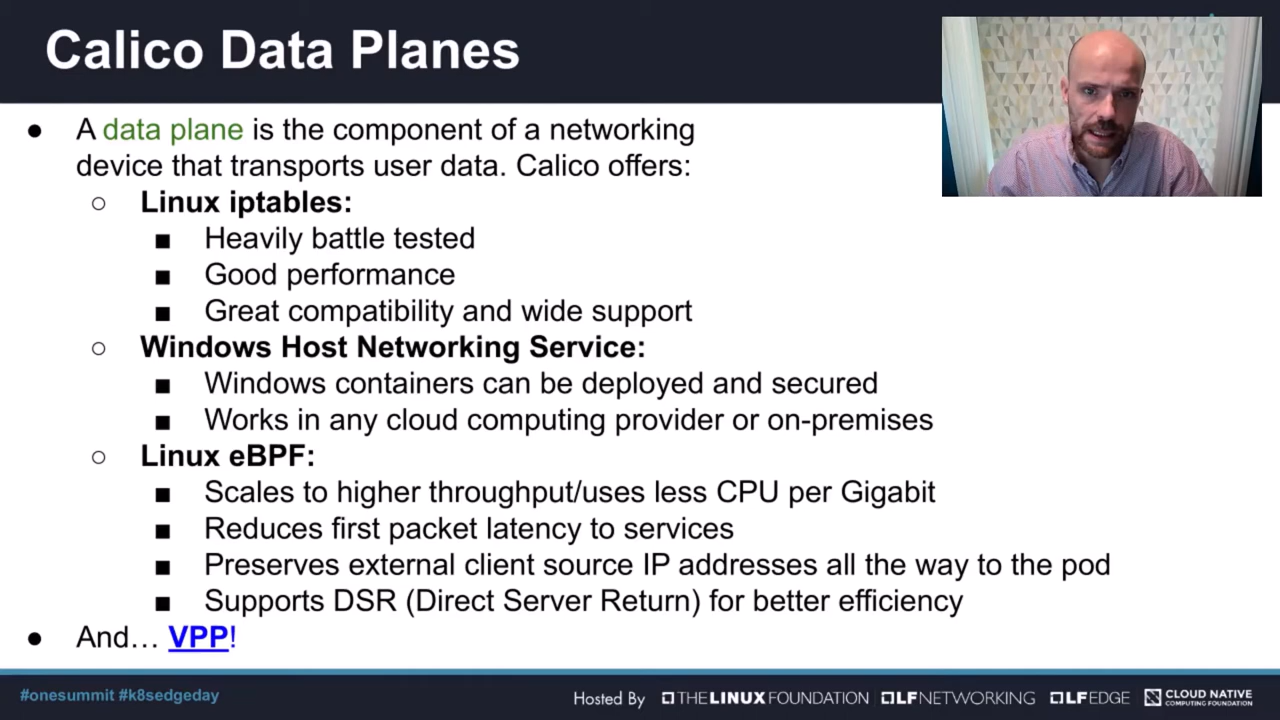 Calico Data Planes
● A data plane is the component of a networking
device that transports user data. Calico offers:
○ Linux iptables:
■ Heavily battle tested
■ Good performance
■ Great compatibility and wide support
○ Windows Host Networking Service:
■ Windows containers can be deployed and secured
■ Works in any cloud computing provider or on-premises
○ Linux eBPF:
■ Scales to higher throughput/uses less CPU per Gigabit
■ Reduces first packet latency to services
■ Preserves external client source IP addresses all the way to the pod
■ Supports DSR (Direct Server Return) for better efficiency
● And… VPP!
#onesummit #k8sedgeday
Hosted By THE LINUX FOUNDATION LFNETWORKING LFEDGE CLOUD NATIVE
COMPUTING FOUNDATION